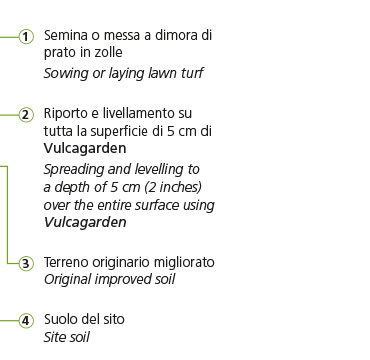 1 Semina o messa a dimora di
prato in zolle
Sowing or laying lawn turf
2 Riporto e livellamento su
tutta la superficie di 5 cm di
Vulcagarden
Spreading and levelling to
a depth of 5 cm (2 inches)
over the entire surface using
Vulcagarden
3 Terreno originario migliorato
Original improved soil
4 Suolo del sito
Site soil